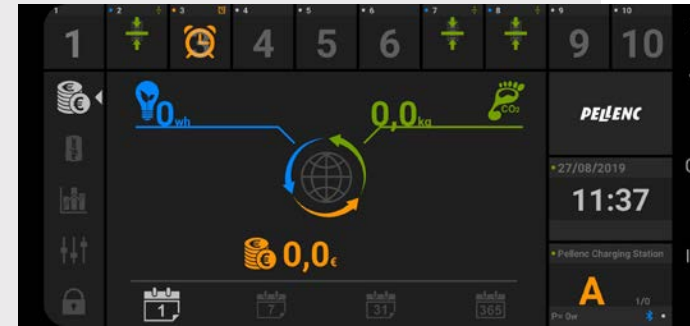 1 2 3 4 5 6 7 8 9 10
1 4 5 6 9 10
0wh 0,0kg CO₂
PELLENC
27/08/2019
11:37
0,0€
Pellenc Charging Station
A 1/0
P= 0w
1 7 31 365